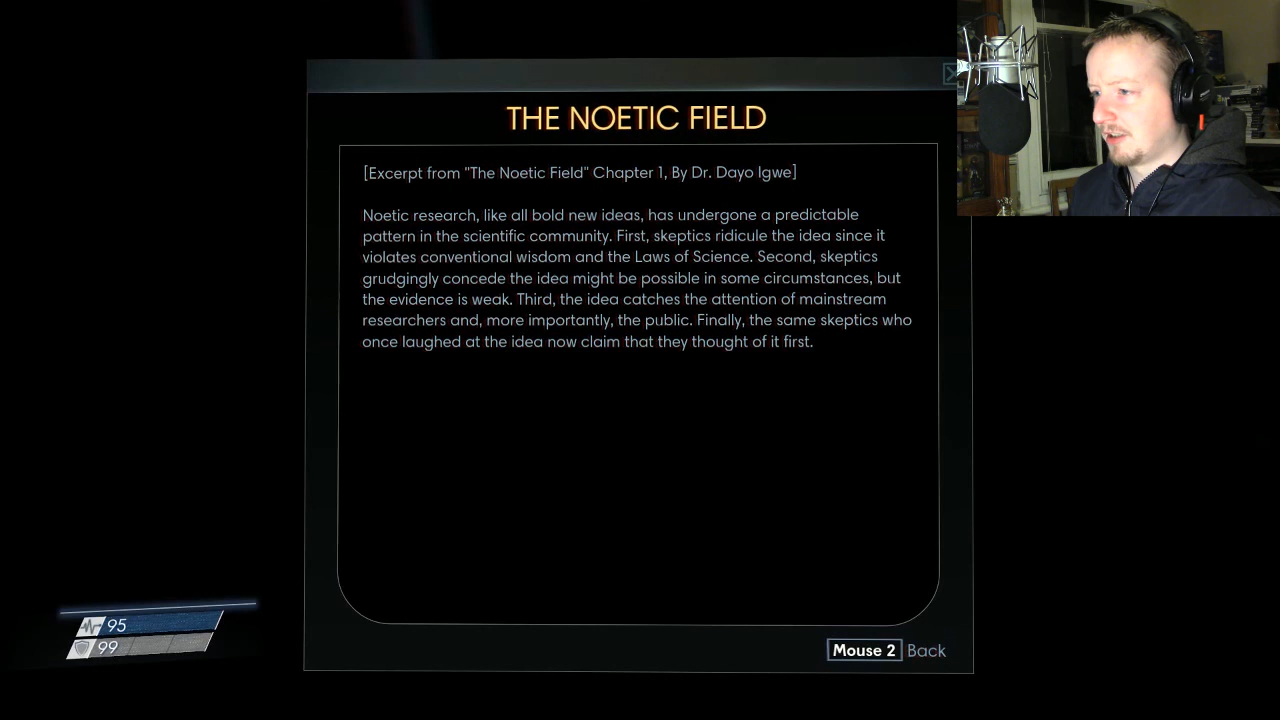 THE NOETIC FIELD
[Excerpt from "The Noetic Field" Chapter 1, By Dr. Dayo Igwe]
Noetic research, like all bold new ideas, has undergone a predictable
pattern in the scientific community. First, skeptics ridicule the idea since it
violates conventional wisdom and the Laws of Science. Second, skeptics
grudgingly concede the idea might be possible in some circumstances, but
the evidence is weak. Third, the idea catches the attention of mainstream
researchers and, more importantly, the public. Finally, the same skeptics who
once laughed at the idea now claim that they thought of it first.
95
99
Mouse 2 Back